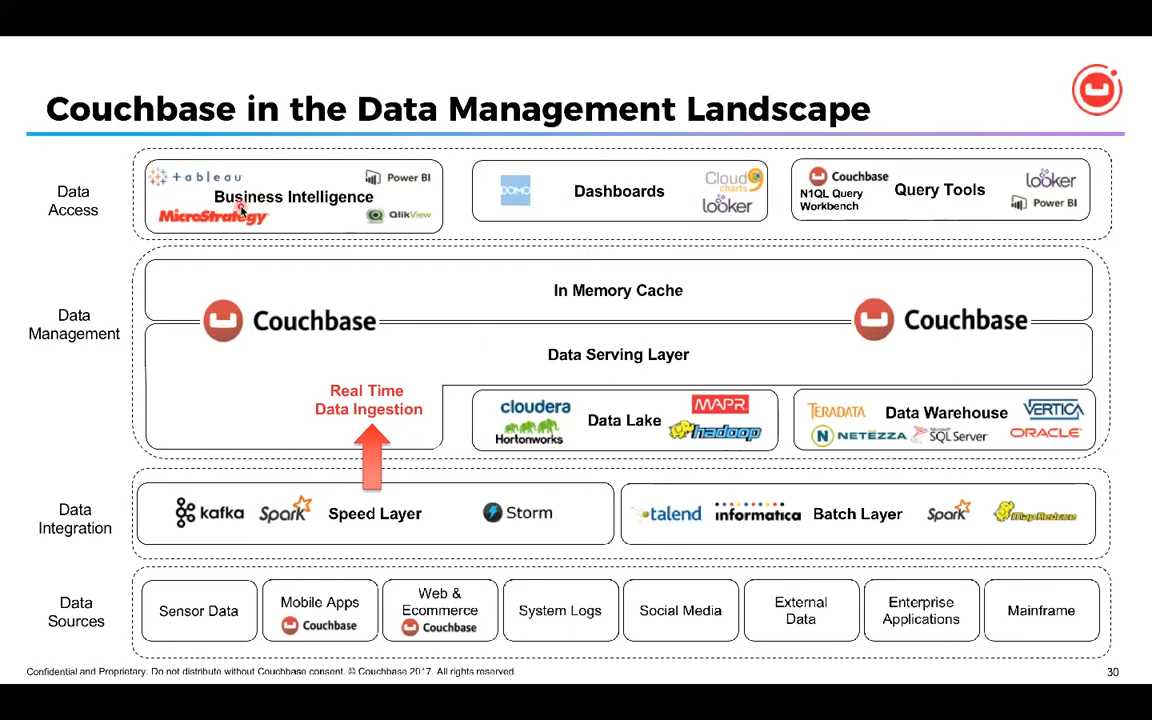 Couchbase in the Data Management Landscape
Data
Access
+ a b l e a u
Power BI
Business Intelligence
MicroStrategy
QlikView
DOMO
Dashboards
Cloud
charts
looker
Couchbase
N1QL Query
Workbench
Query Tools
looker
Power BI
Data
Management
In Memory Cache
Couchbase
Couchbase
Data Serving Layer
Real Time
Data Ingestion
cloudera
Hortonworks
Data Lake
MAPR
hadoop
TERADATA
Data Warehouse
VERTICA
N NETEZZA
Microsoft
SQL Server
ORACLE
Data
Integration
kafka
Spark
Speed Layer
Storm
talend
informatica
Batch Layer
Spark
MapReduce
Data
Sources
Sensor Data
Mobile Apps
Couchbase
Web &
Ecommerce
Couchbase
System Logs
Social Media
External
Data
Enterprise
Applications
Mainframe
Confidential and Proprietary. Do not distribute without Couchbase consent. © Couchbase 2017. All rights reserved.
30